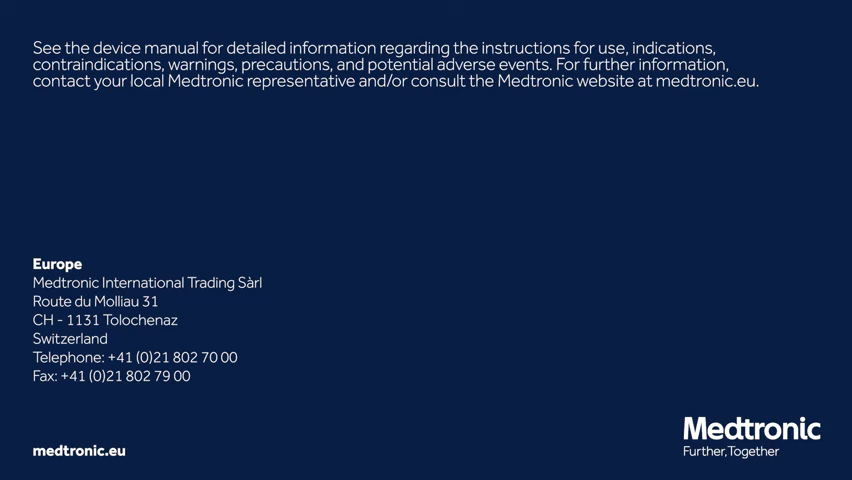 See the device manual for detailed information regarding the instructions for use, indications,
contraindications, warnings, precautions, and potential adverse events. For further information,
contact your local Medtronic representative and/or consult the Medtronic website at medtronic.eu.
Europe
Medtronic International Trading Sàrl
Route du Molliau 31
CH - 1131 Tolochenaz
Switzerland
Telephone: +41 (0)21 802 70 00
Fax: +41 (0)21 802 79 00
medtronic.eu
Medtronic
Further, Together